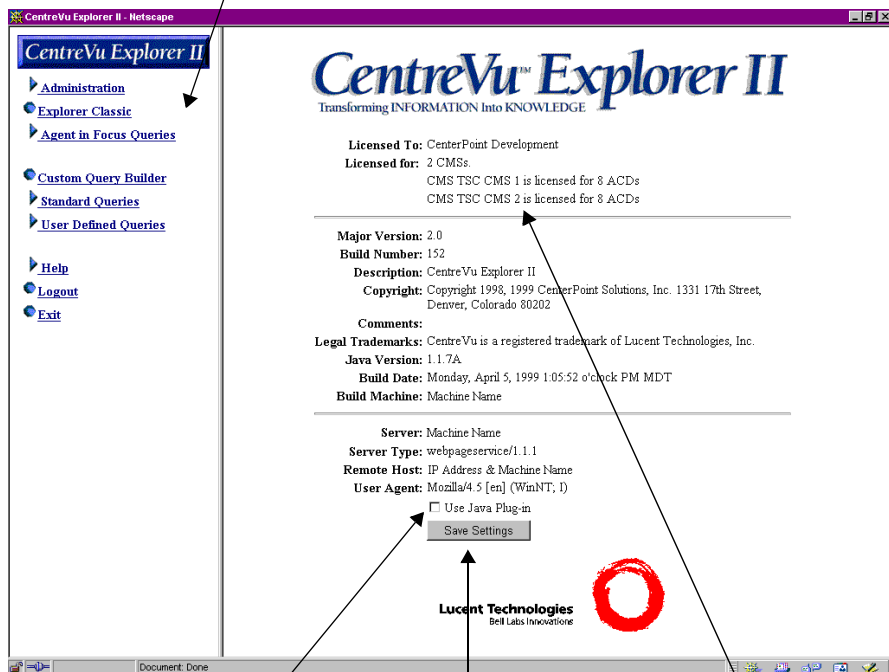 CentreVu Explorer II - Netscape
CentreVu Explorer II
Administration
Explorer Classic
Agent in Focus Queries
Custom Query Builder
Standard Queries
User Defined Queries
Help
Logout
Exit
CentreVu™ Explorer II
Transforming INFORMATION Into KNOWLEDGE
Licensed To: CenterPoint Development
Licensed for: 2 CMSs.
CMS TSC CMS 1 is licensed for 8 ACDs
CMS TSC CMS 2 is licensed for 8 ACDs
Major Version: 2.0
Build Number: 152
Description: CentreVu Explorer II
Copyright: Copyright 1998, 1999 CenterPoint Solutions, Inc. 1331 17th Street,
Denver, Colorado 80202
Comments:
Legal Trademarks: CentreVu is a registered trademark of Lucent Technologies, Inc.
Java Version: 1.1.7A
Build Date: Monday, April 5, 1999 1:05:52 o'clock PM MDT
Build Machine: Machine Name
Server: Machine Name
Server Type: webpageservice/1.1.1
Remote Host: IP Address & Machine Name
User Agent: Mozilla/4.5 [en] (WinNT; I)
Use Java Plug-in
Save Settings
Lucent Technologies
Bell Labs Innovations
Document: Done